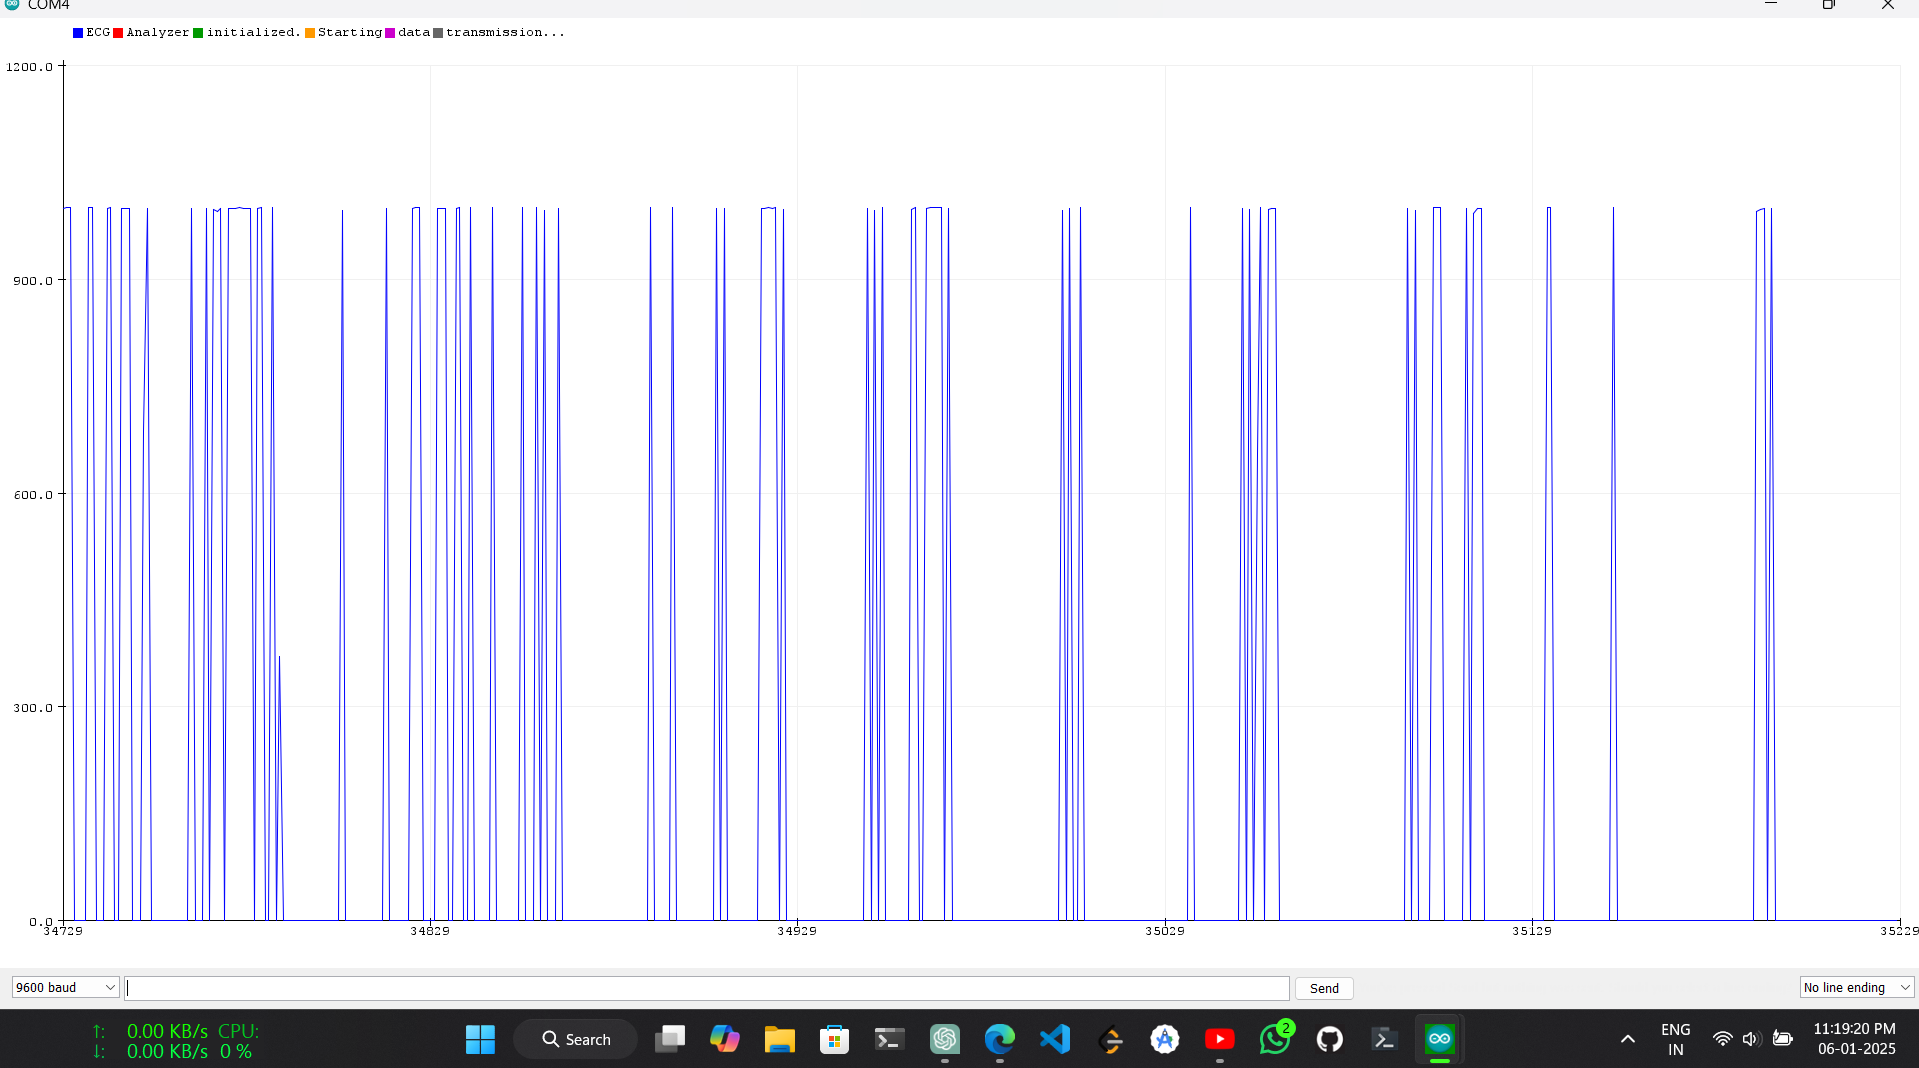 COM4
ECG Analyzer initialized. Starting data transmission...
1200.0
900.0
600.0
300.0
0.0
34729 34829 34929 35029 35129 35229
9600 baud Send No line ending
↑: 0.00 KB/s CPU:
↓: 0.00 KB/s 0 %
Search
2
ENG
IN
11:19:20 PM
06-01-2025